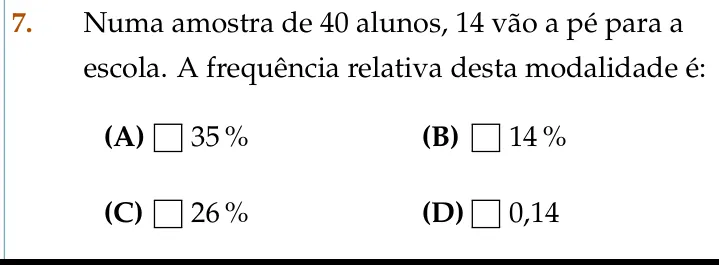 7. Numa amostra de 40 alunos, 14 vão a pé para a
escola. A frequência relativa desta modalidade é:
(A) □ 35 % (B) □ 14 %
(C) □ 26 % (D) □ 0,14